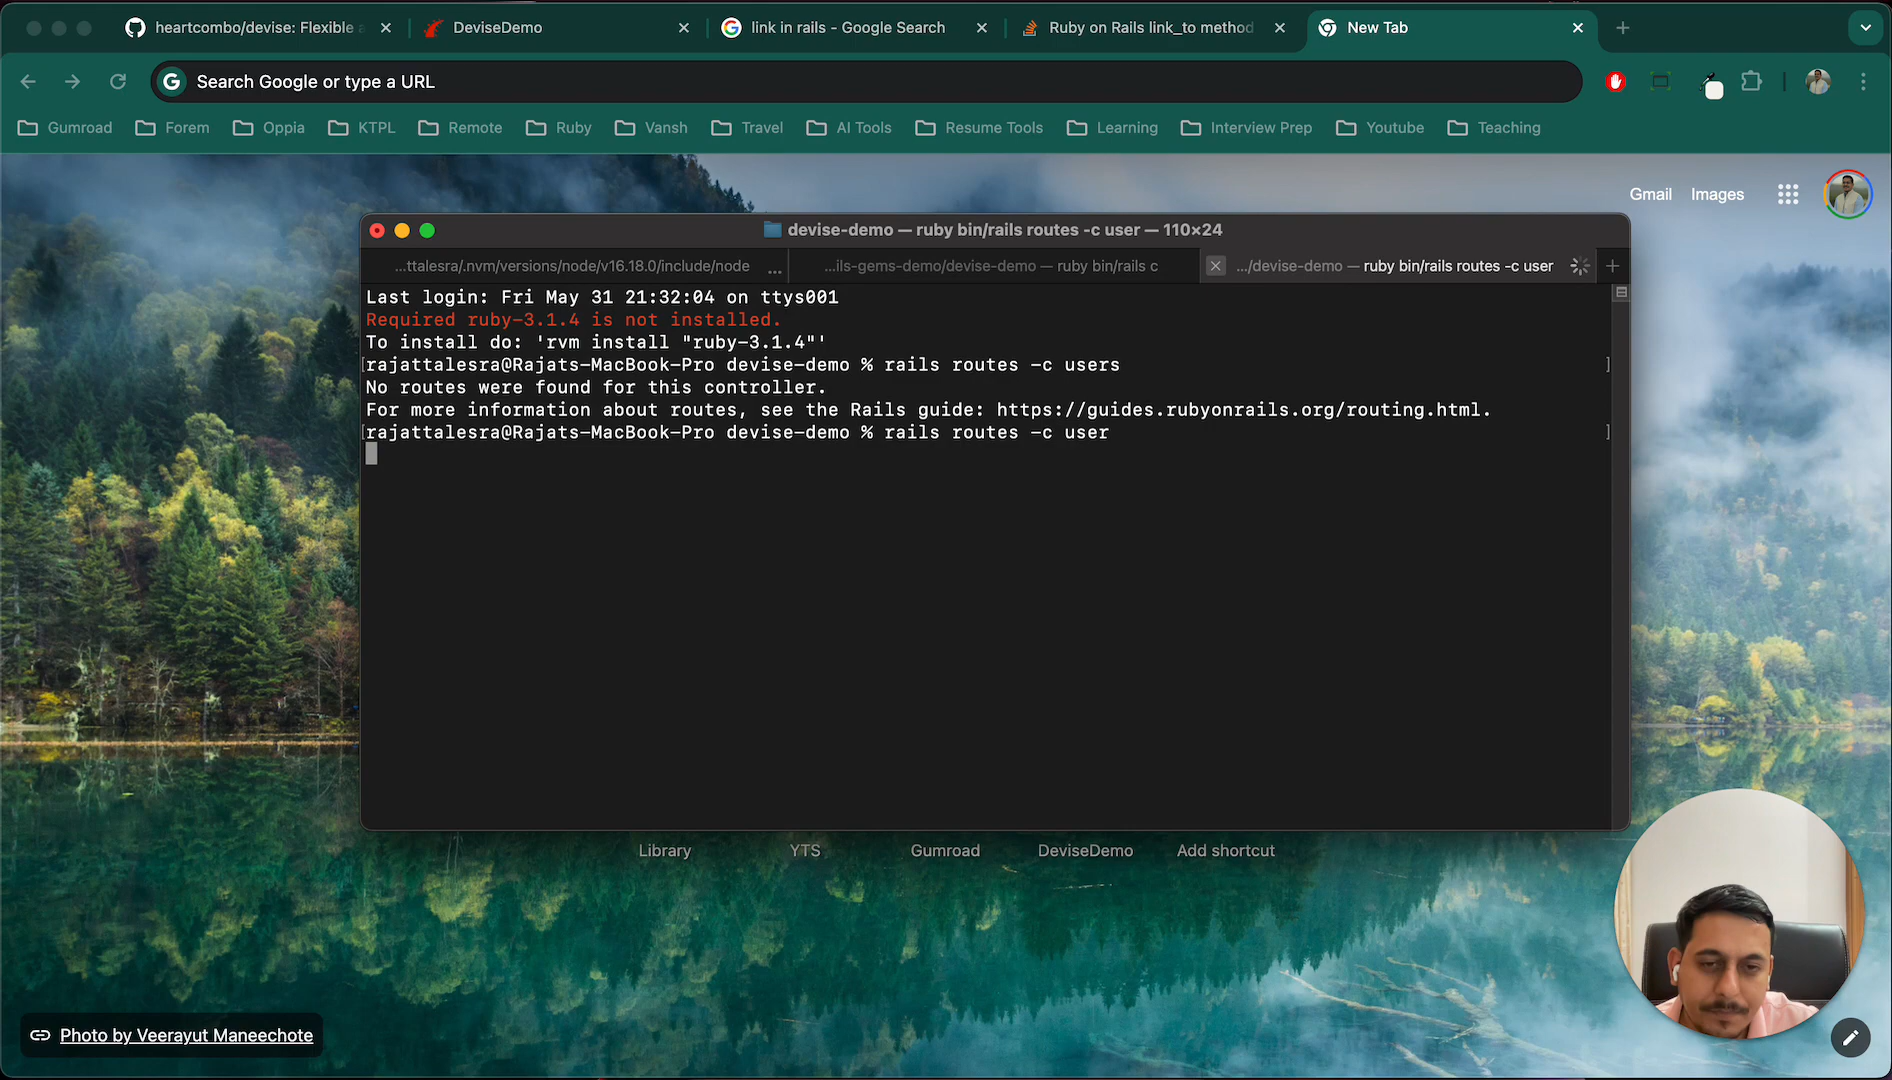 heartcombo/devise: Flexible a
DeviseDemo
link in rails - Google Search
Ruby on Rails link_to method
New Tab
Search Google or type a URL
Gumroad
Forem
Oppia
KTPL
Remote
Ruby
Vansh
Travel
AI Tools
Resume Tools
Learning
Interview Prep
Youtube
Teaching
Gmail
Images
devise-demo — ruby bin/rails routes -c user — 110×24
...ttalesra/.nvm/versions/node/v16.18.0/include/node ...
...ils-gems-demo/devise-demo — ruby bin/rails c
.../devise-demo — ruby bin/rails routes -c user
Last login: Fri May 31 21:32:04 on ttys001
Required ruby-3.1.4 is not installed.
To install do: 'rvm install "ruby-3.1.4"'
[rajattalesra@Rajats-MacBook-Pro devise-demo % rails routes -c users ]
No routes were found for this controller.
For more information about routes, see the Rails guide: https://guides.rubyonrails.org/routing.html.
[rajattalesra@Rajats-MacBook-Pro devise-demo % rails routes -c user ]
Library
YTS
Gumroad
DeviseDemo
Add shortcut
Photo by Veerayut Maneechote